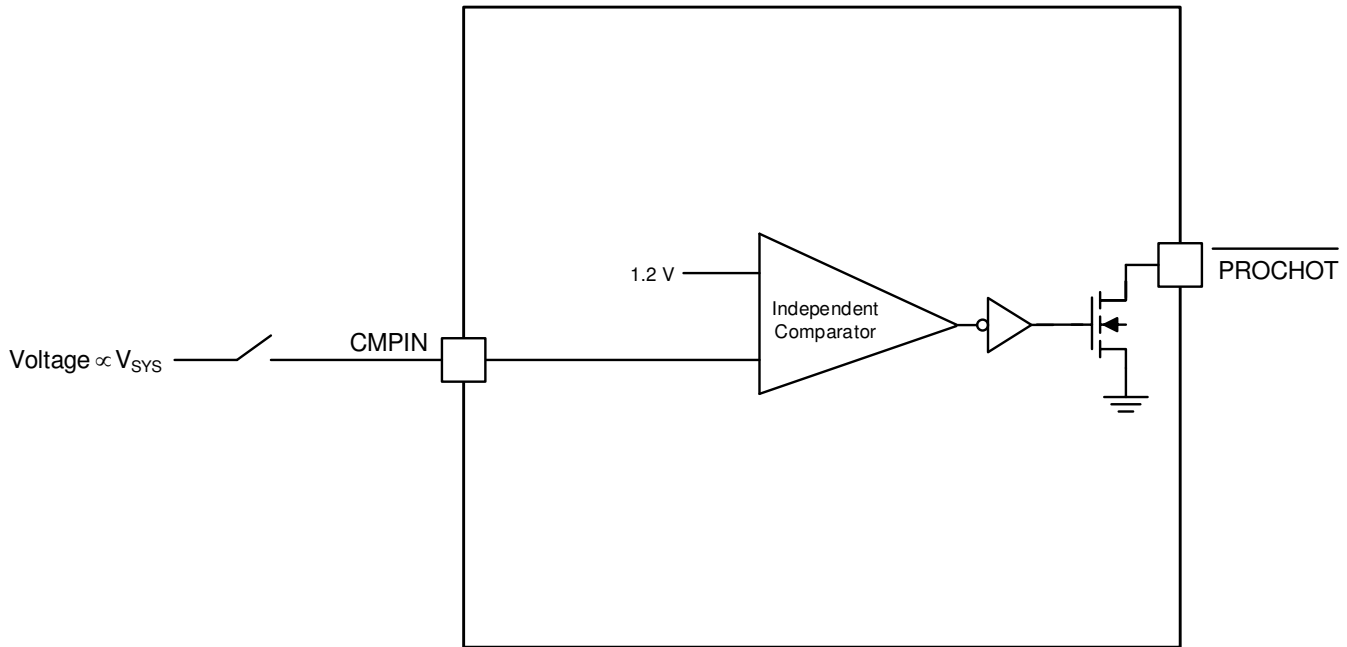 PROCHOT
1.2 V
Independent
Comparator
CMPIN
Voltage ∝ VSYS